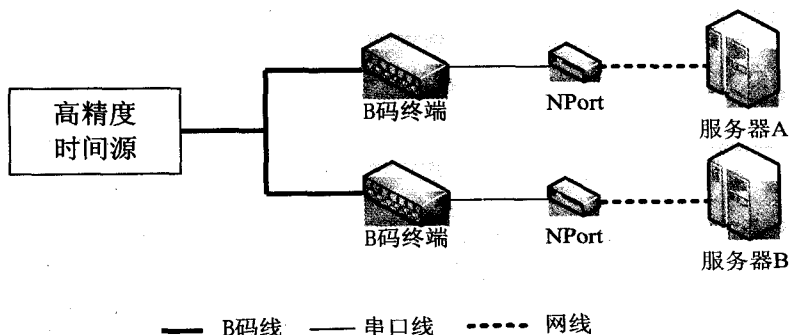 高精度
时间源
B码终端
NPort
服务器A
B码终端
NPort
服务器B
B码线
串口线
网线